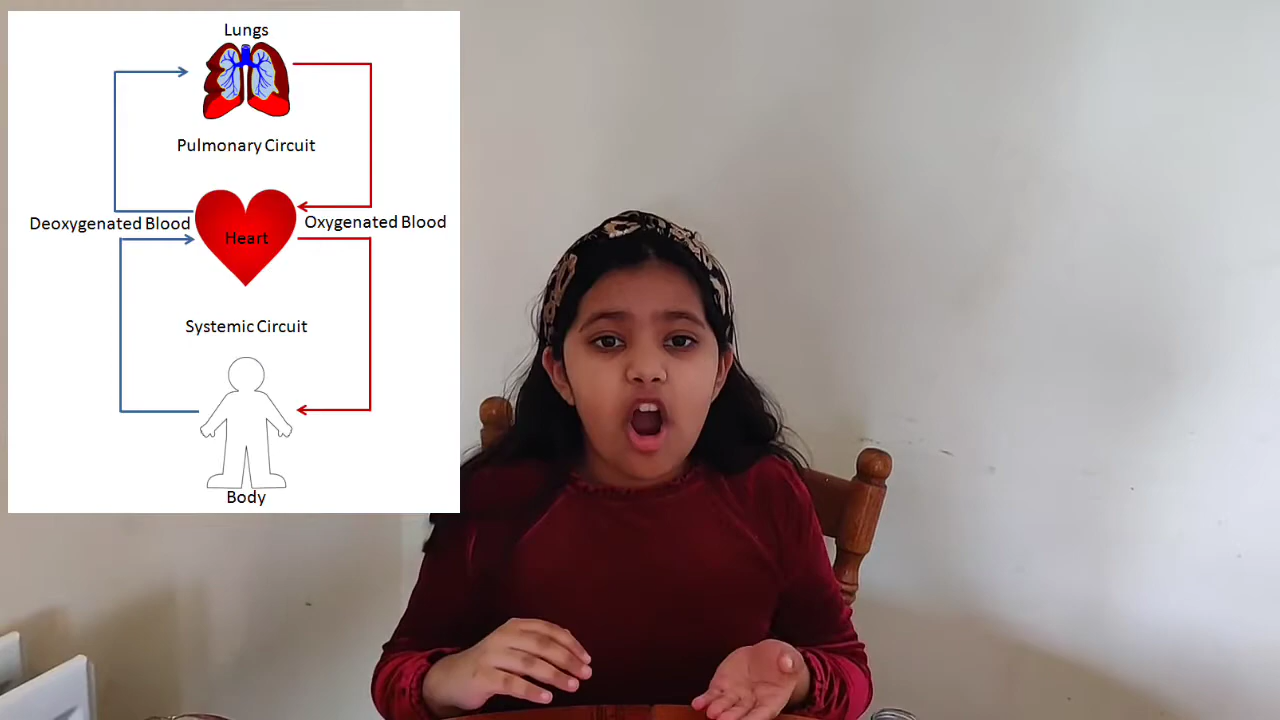 Lungs
Pulmonary Circuit
Deoxygenated Blood
Oxygenated Blood
Heart
Systemic Circuit
Body